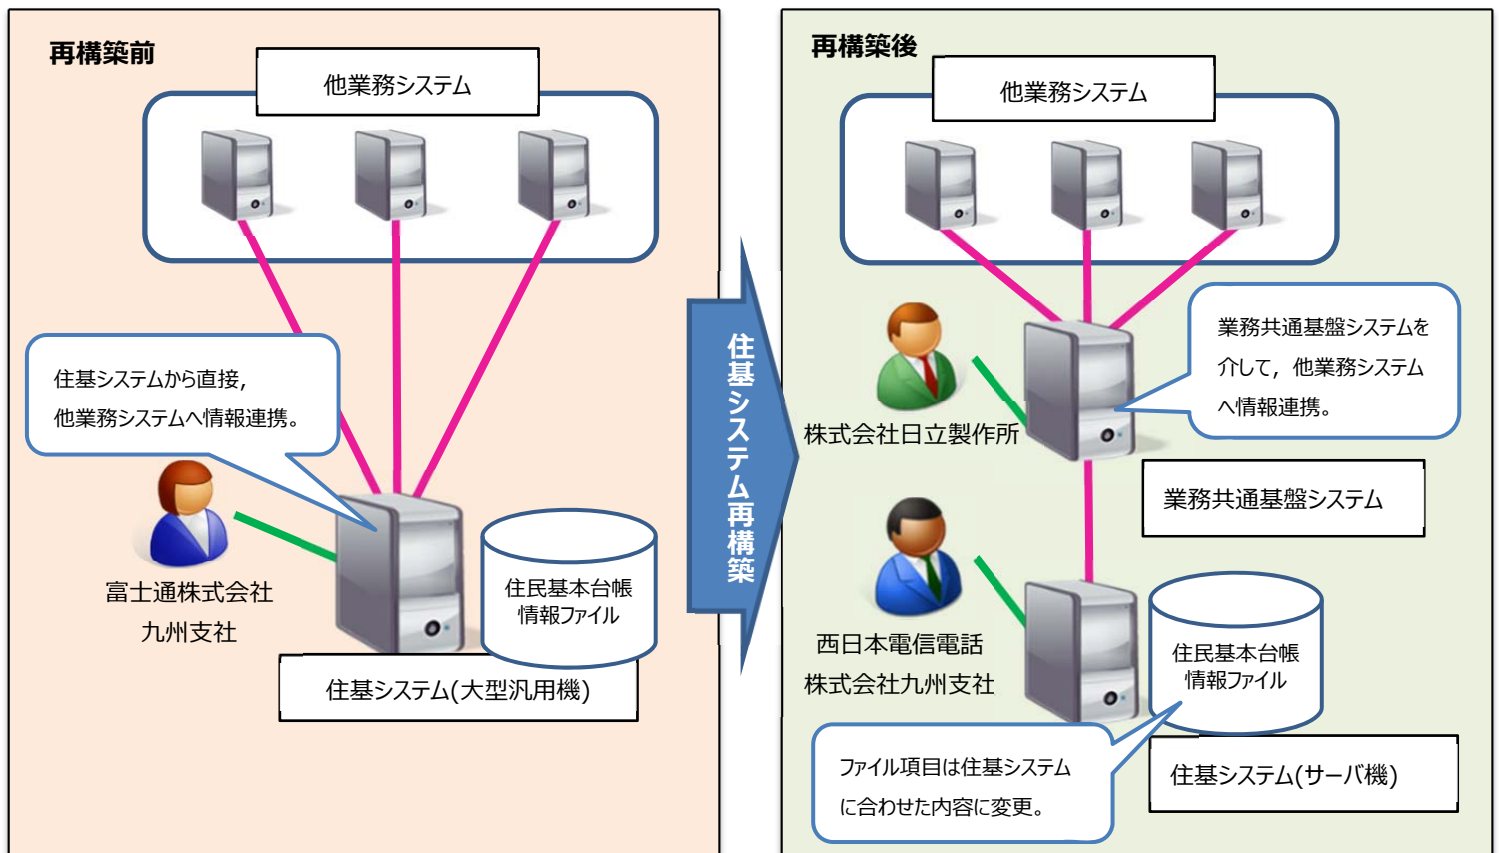 再構築前
他業務システム
住基システムから直接，
他業務システムへ情報連携。
富士通株式会社
九州支社
住民基本台帳
情報ファイル
住基システム(大型汎用機)
住基システム再構築
再構築後
他業務システム
業務共通基盤システムを
介して，他業務システム
へ情報連携。
株式会社日立製作所
業務共通基盤システム
西日本電信電話
株式会社九州支社
住民基本台帳
情報ファイル
ファイル項目は住基システム
に合わせた内容に変更。
住基システム(サーバ機)